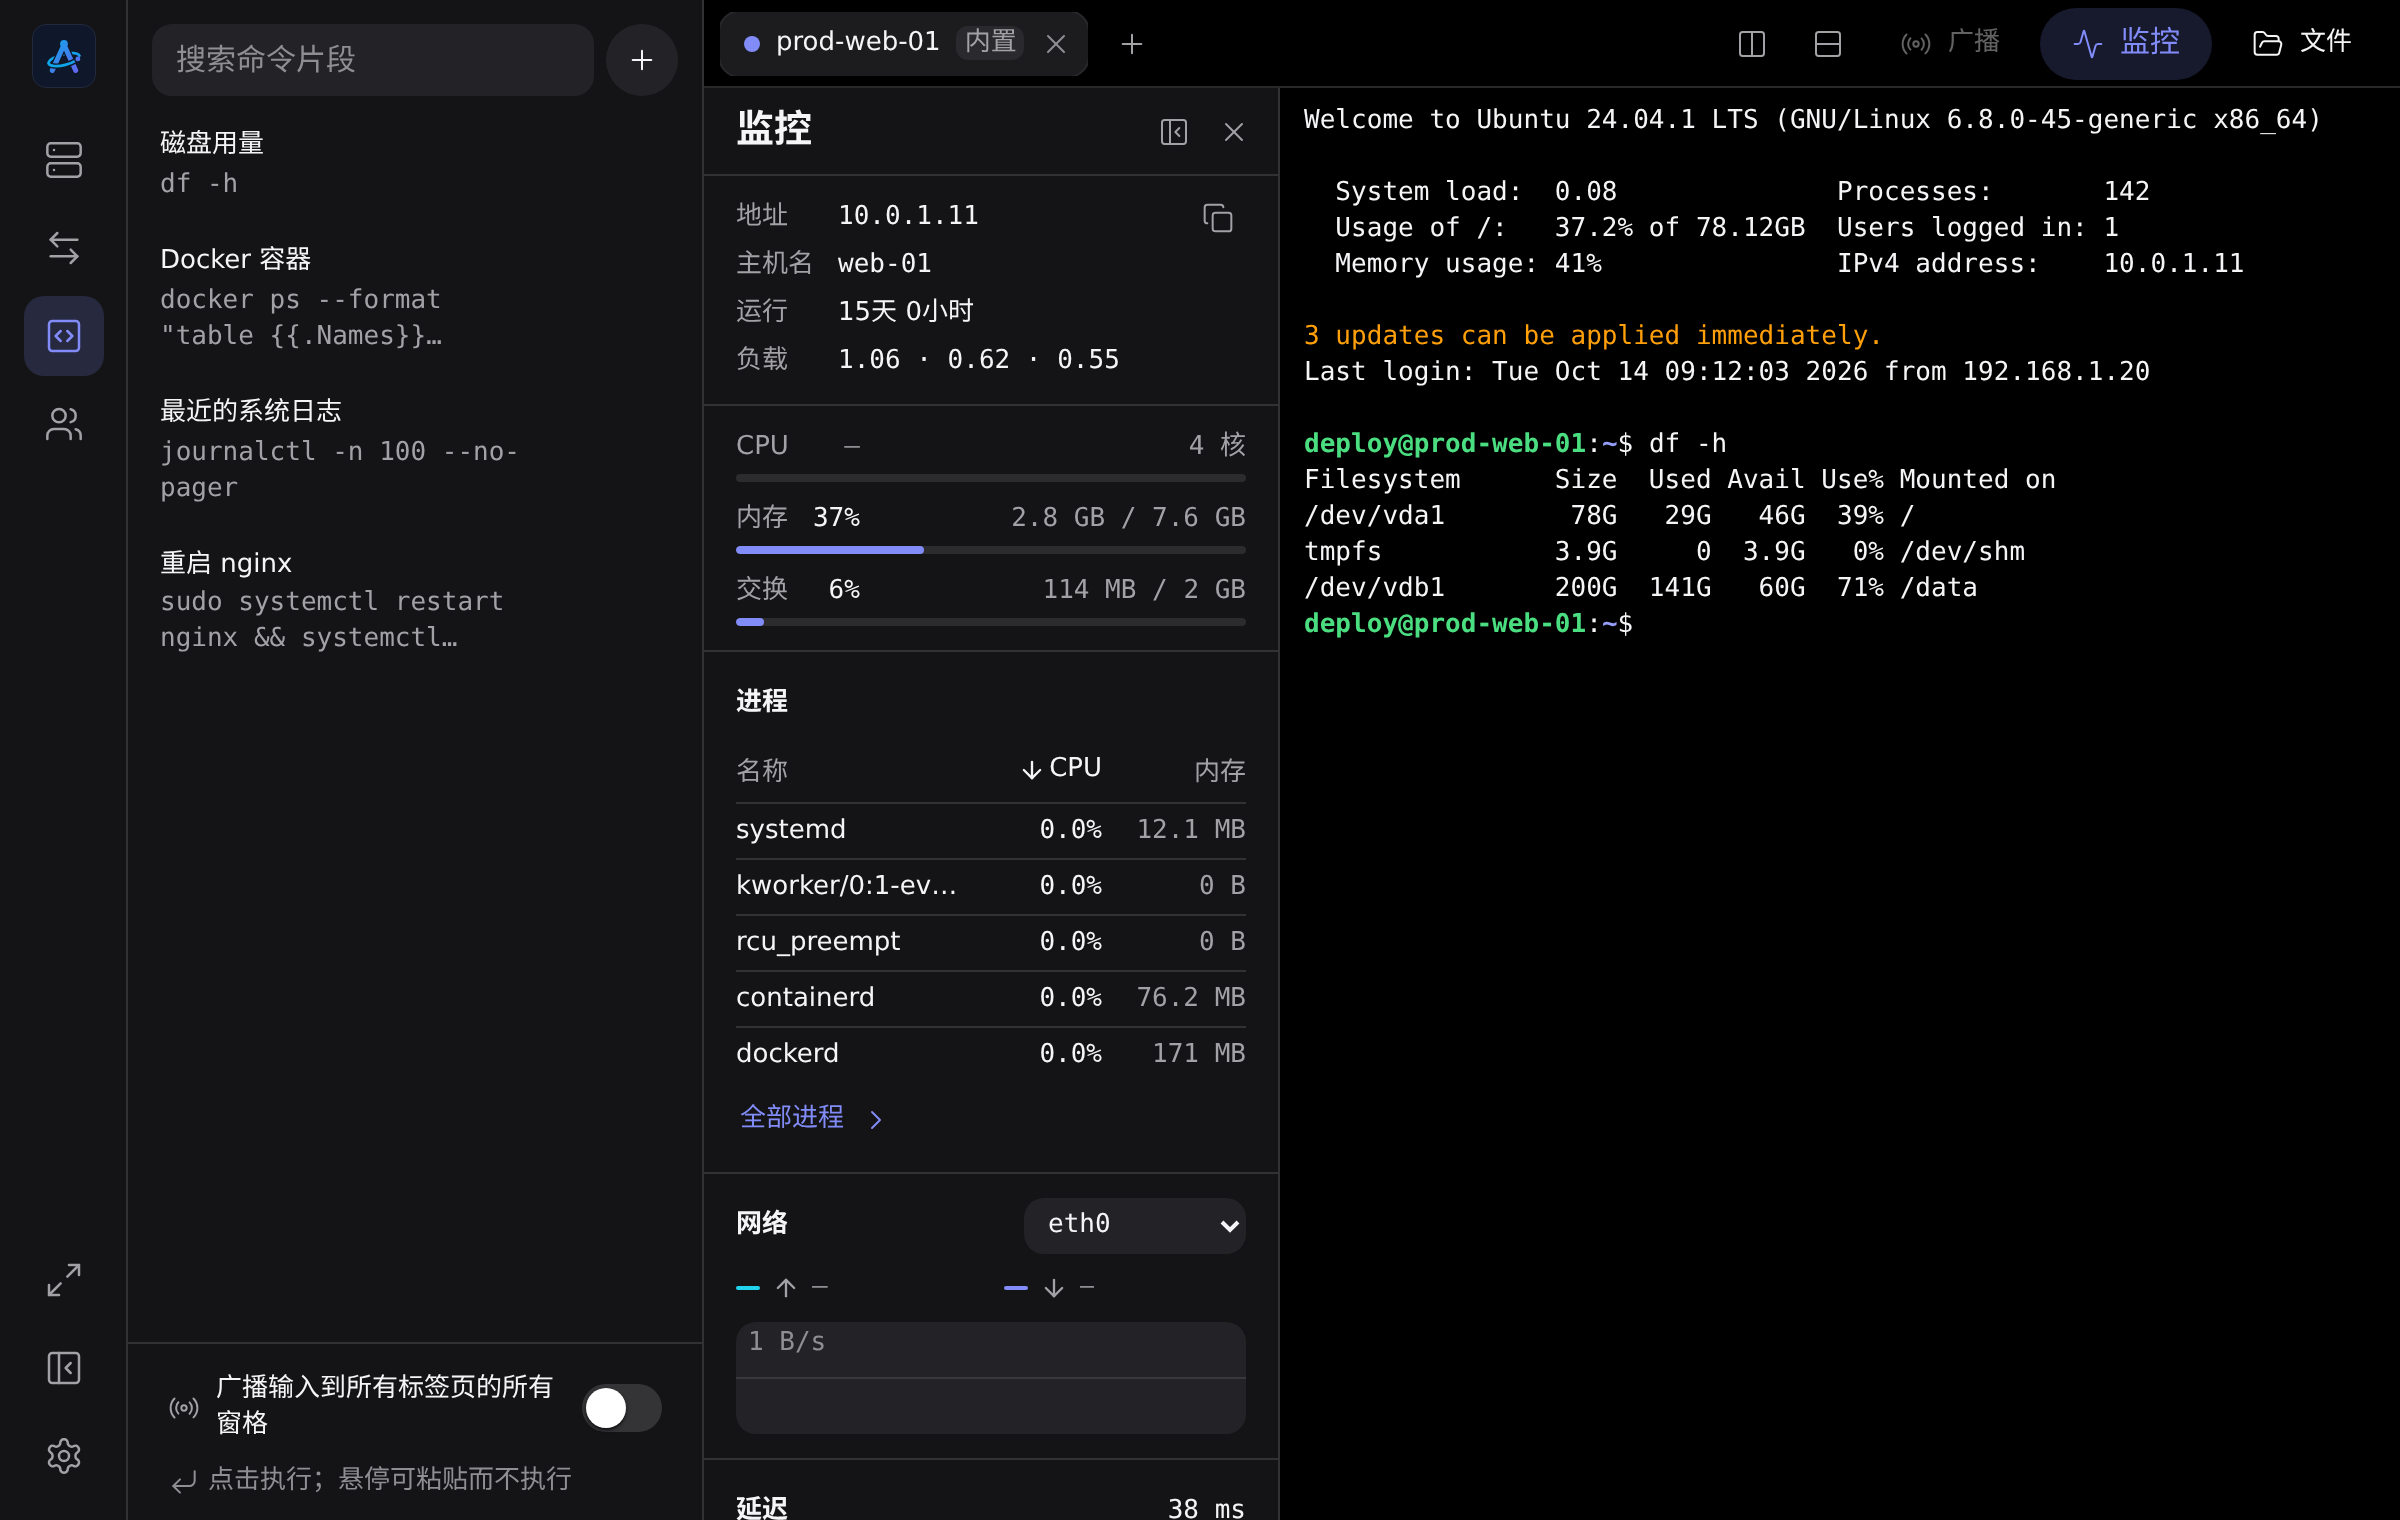 搜索命令片段
磁盘用量
df -h
Docker 容器
docker ps --format
"table {{.Names}}…
最近的系统日志
journalctl -n 100 --no-
pager
重启 nginx
sudo systemctl restart
nginx && systemctl…
广播输入到所有标签页的所有
窗格
点击执行；悬停可粘贴而不执行
prod-web-01 内置
广播 监控 文件
监控
地址 10.0.1.11
主机名 web-01
运行 15天 0小时
负载 1.06 · 0.62 · 0.55
CPU – 4 核
内存 37% 2.8 GB / 7.6 GB
交换 6% 114 MB / 2 GB
进程
名称 ↓ CPU 内存
systemd 0.0% 12.1 MB
kworker/0:1-ev… 0.0% 0 B
rcu_preempt 0.0% 0 B
containerd 0.0% 76.2 MB
dockerd 0.0% 171 MB
全部进程
网络 eth0
↑ – ↓ –
1 B/s
延迟 38 ms
Welcome to Ubuntu 24.04.1 LTS (GNU/Linux 6.8.0-45-generic x86_64)
System load: 0.08 Processes: 142
Usage of /: 37.2% of 78.12GB Users logged in: 1
Memory usage: 41% IPv4 address: 10.0.1.11
3 updates can be applied immediately.
Last login: Tue Oct 14 09:12:03 2026 from 192.168.1.20
deploy@prod-web-01:~$ df -h
Filesystem Size Used Avail Use% Mounted on
/dev/vda1 78G 29G 46G 39% /
tmpfs 3.9G 0 3.9G 0% /dev/shm
/dev/vdb1 200G 141G 60G 71% /data
deploy@prod-web-01:~$